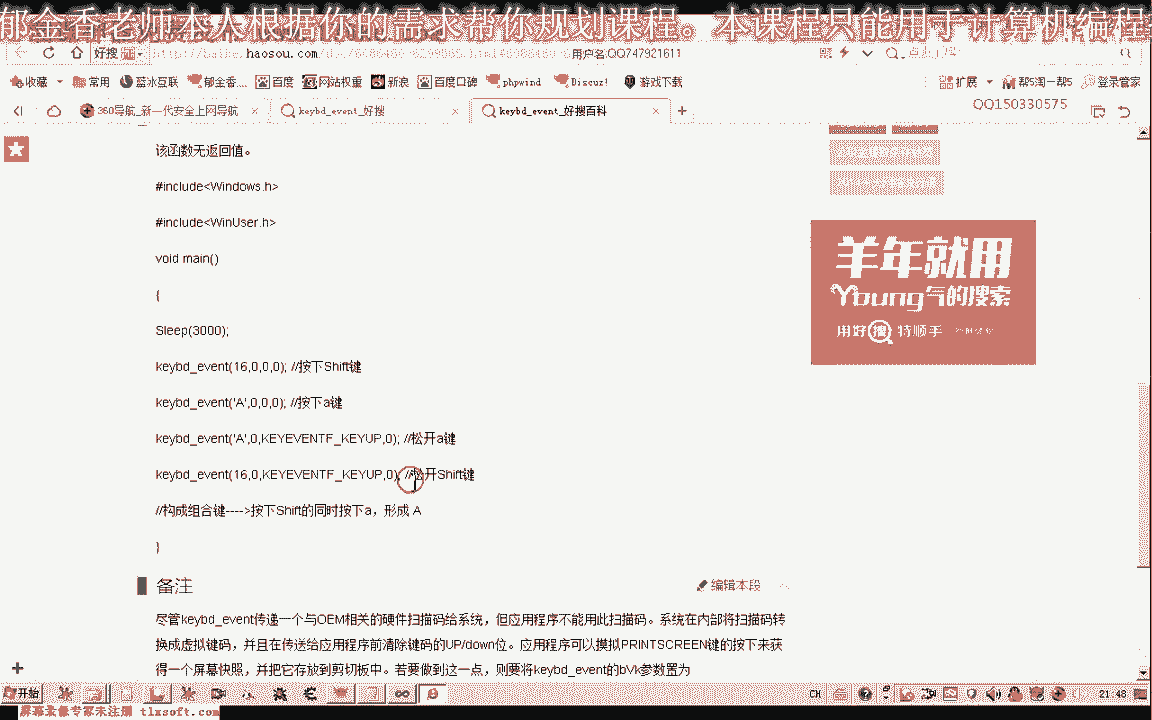 郁金香老师本人根据你的需求帮你规划课程。本课程只能用于计算机编程
好搜
haosou.com
用户名:QQ747921611
收藏 常用 蓝冰互联 郁金香.... 百度 网站权重 新浪 百度口碑 phpwind Discuz! 游戏下载 扩展 帮5淘一帮5 登录管家
360导航_新一代安全上网导航 keybd_event_好搜 keybd_event_好搜百科
QQ150330575
该函数无返回值。
#include<Windows.h>
#include<WinUser.h>
void main()
{
Sleep(3000);
keybd_event(16,0,0,0); //按下Shift键
keybd_event('A',0,0,0); //按下a键
keybd_event('A',0,KEYEVENTF_KEYUP,0); //松开a键
keybd_event(16,0,KEYEVENTF_KEYUP,0); //松开Shift键
//构成组合键---->按下Shift的同时按下a，形成 A
}
羊年就用
Young气的搜索
用好搜 特顺手
备注
编辑本段
尽管keybd_event传递一个与OEM相关的硬件扫描码给系统，但应用程序不能用此扫描码。系统在内部将扫描码转
换成虚拟键码，并且在传送给应用程序前清除键码的UP/down位。应用程序可以摸拟PRINTSCREEN键的按下来获
得一个屏幕快照，并把它存放到剪切板中。若要做到这一点，则要将keybd_event的bVk参数置为
开始
CH
21:48
屏幕录像专家未注册 tlxsoft.com